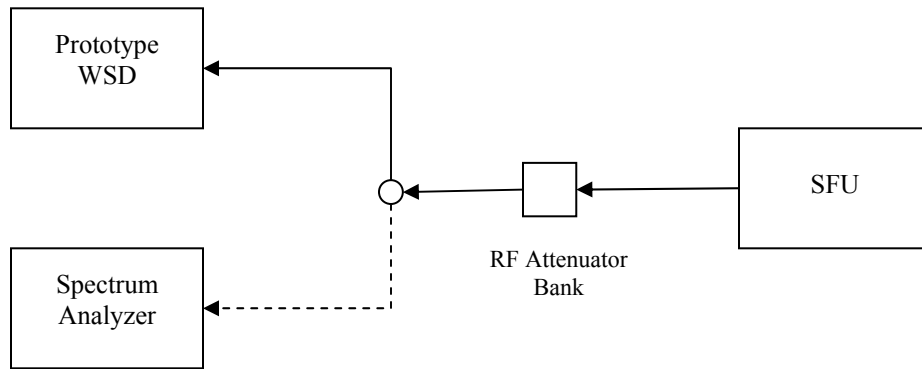 Prototype
WSD
SFU
RF Attenuator
Bank
Spectrum
Analyzer